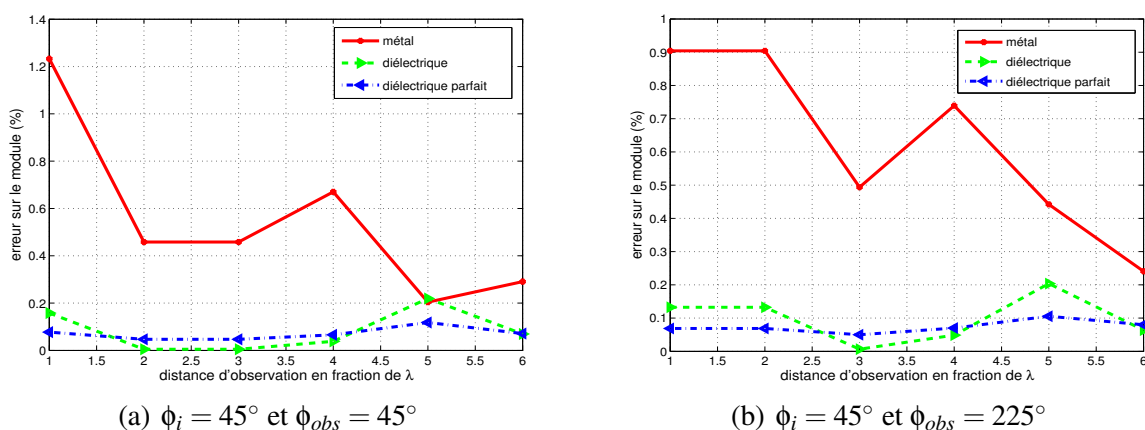 1.4
1.2
1
0.8
0.6
0.4
0.2
0
erreur sur le module (%)
métal
diélectrique
diélectrique parfait
1 1.5 2 2.5 3 3.5 4 4.5 5 5.5 6
distance d'observation en fraction de λ
(a) ϕi = 45° et ϕobs = 45°
1
0.9
0.8
0.7
0.6
0.5
0.4
0.3
0.2
0.1
0
erreur sur le module (%)
métal
diélectrique
diélectrique parfait
1 1.5 2 2.5 3 3.5 4 4.5 5 5.5 6
distance d'observation en fraction de λ
(b) ϕi = 45° et ϕobs = 225°